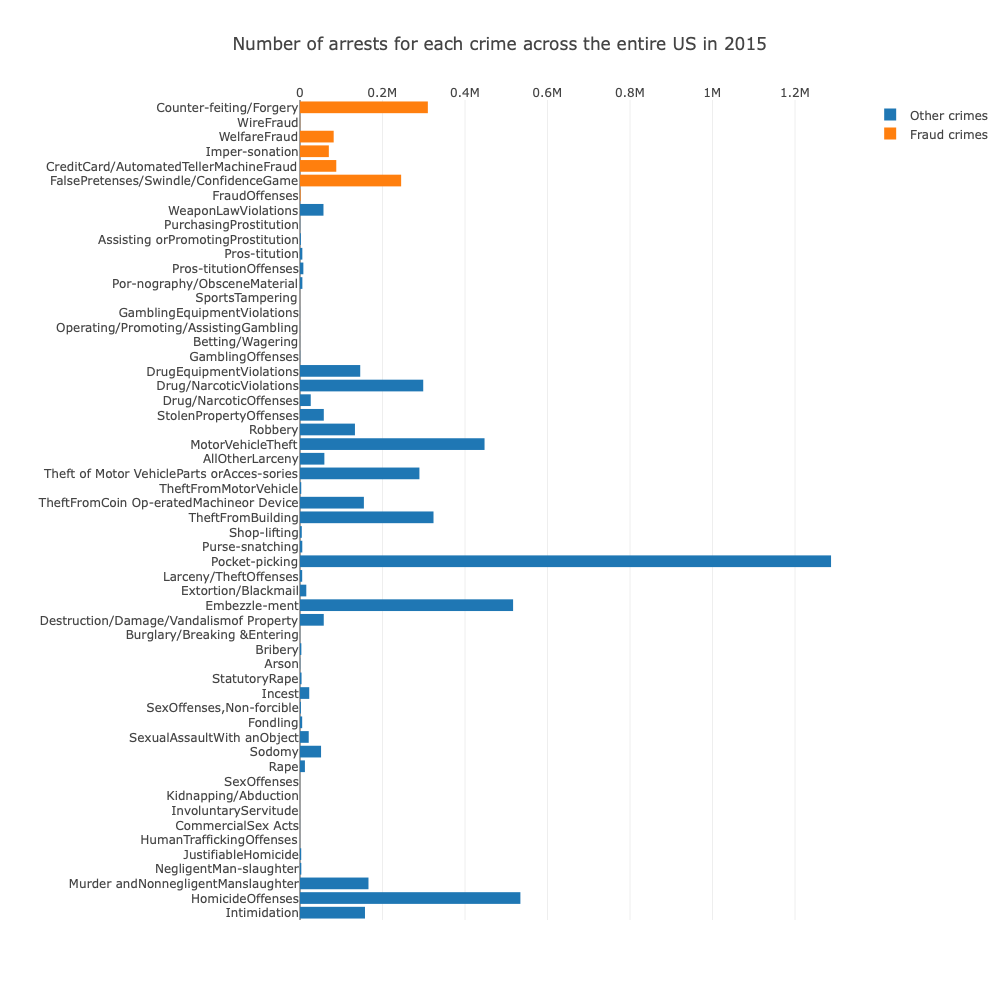 Number of arrests for each crime across the entire US in 2015
0 0.2M 0.4M 0.6M 0.8M 1M 1.2M
Other crimes
Fraud crimes
Counter-feiting/Forgery
WireFraud
WelfareFraud
Imper-sonation
CreditCard/AutomatedTellerMachineFraud
FalsePretenses/Swindle/ConfidenceGame
FraudOffenses
WeaponLawViolations
PurchasingProstitution
Assisting orPromotingProstitution
Pros-titution
Pros-titutionOffenses
Por-nography/ObsceneMaterial
SportsTampering
GamblingEquipmentViolations
Operating/Promoting/AssistingGambling
Betting/Wagering
GamblingOffenses
DrugEquipmentViolations
Drug/NarcoticViolations
Drug/NarcoticOffenses
StolenPropertyOffenses
Robbery
MotorVehicleTheft
AllOtherLarceny
Theft of Motor VehicleParts orAcces-sories
TheftFromMotorVehicle
TheftFromCoin Op-eratedMachineor Device
TheftFromBuilding
Shop-lifting
Purse-snatching
Pocket-picking
Larceny/TheftOffenses
Extortion/Blackmail
Embezzle-ment
Destruction/Damage/Vandalismof Property
Burglary/Breaking &Entering
Bribery
Arson
StatutoryRape
Incest
SexOffenses,Non-forcible
Fondling
SexualAssaultWith anObject
Sodomy
Rape
SexOffenses
Kidnapping/Abduction
InvoluntaryServitude
CommercialSex Acts
HumanTraffickingOffenses
JustifiableHomicide
NegligentMan-slaughter
Murder andNonnegligentManslaughter
HomicideOffenses
Intimidation